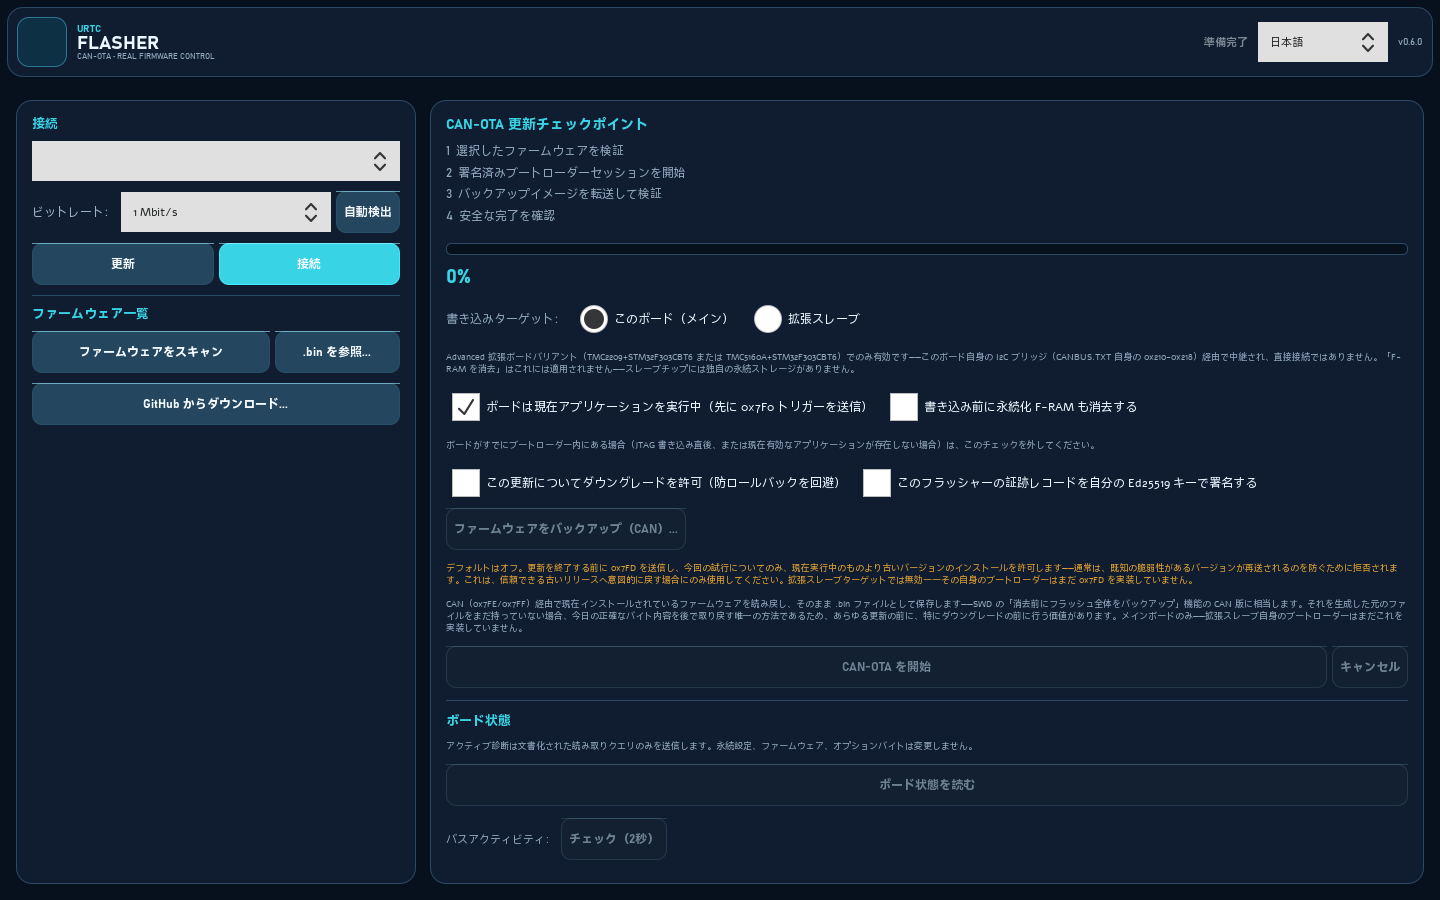 URTC
FLASHER
CAN-OTA · REAL FIRMWARE CONTROL
準備完了
日本語
v0.6.0
接続
ビットレート:
1 Mbit/s
自動検出
更新
接続
ファームウェア一覧
ファームウェアをスキャン
.bin を参照...
GitHub からダウンロード...
CAN-OTA 更新チェックポイント
1 選択したファームウェアを検証
2 署名済みブートローダーセッションを開始
3 バックアップイメージを転送して検証
4 安全な完了を確認
0%
書き込みターゲット:
このボード（メイン）
拡張スレーブ
Advanced 拡張ボードバリアント（TMC2209+STM32F303CBT6 または TMC5160A+STM32F303CBT6）でのみ有効です——このボード自身の I2C ブリッジ（CANBUS.TXT 自身の 0x210-0x218）経由で中継され、直接接続ではありません。「F-
RAM を消去」はこれには適用されません——スレーブチップには独自の永続ストレージがありません。
ボードは現在アプリケーションを実行中（先に 0x7F0 トリガーを送信）
書き込み前に永続化 F-RAM も消去する
ボードがすでにブートローダー内にある場合（JTAG 書き込み直後、または現在有効なアプリケーションが存在しない場合）は、このチェックを外してください。
この更新についてダウングレードを許可（防ロールバックを回避）
このフラッシャーの証跡レコードを自分の Ed25519 キーで署名する
ファームウェアをバックアップ（CAN）...
デフォルトはオフ。更新を終了する前に 0x7FD を送信し、今回の試行についてのみ、現在実行中のものより古いバージョンのインストールを許可します——通常は、既知の脆弱性があるバージョンが再送されるのを防ぐために拒否されま
す。これは、信頼できる古いリリースへ意図的に戻す場合にのみ使用してください。拡張スレーブターゲットでは無効——その自身のブートローダーはまだ 0x7FD を実装していません。
CAN（0x7FE/0x7FF）経由で現在インストールされているファームウェアを読み戻し、そのまま .bin ファイルとして保存します——SWD の「消去前にフラッシュ全体をバックアップ」機能の CAN 版に相当します。それを生成した元のファ
イルをまだ持っていない場合、今日の正確なバイト内容を後で取り戻す唯一の方法であるため、あらゆる更新の前に、特にダウングレードの前に行う価値があります。メインボードのみ——拡張スレーブ自身のブートローダーはまだこれを
実装していません。
CAN-OTA を開始
キャンセル
ボード状態
アクティブ診断は文書化された読み取りクエリのみを送信します。永続設定、ファームウェア、オプションバイトは変更しません。
ボード状態を読む
バスアクティビティ:
チェック（2秒）